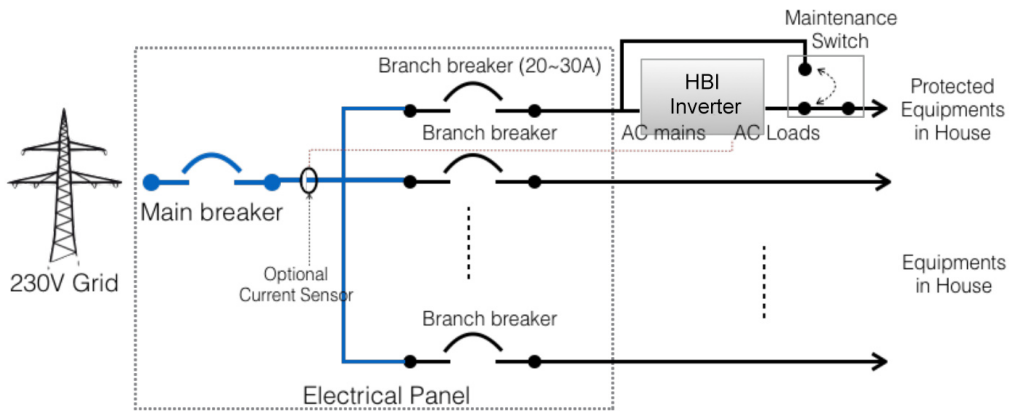 Maintenance
Switch
Branch breaker (20~30A)
HBI
Inverter
Protected
Equipments
in House
Branch breaker
AC mains
AC Loads
Main breaker
230V Grid
Optional
Current Sensor
Equipments
in House
Branch breaker
Electrical Panel